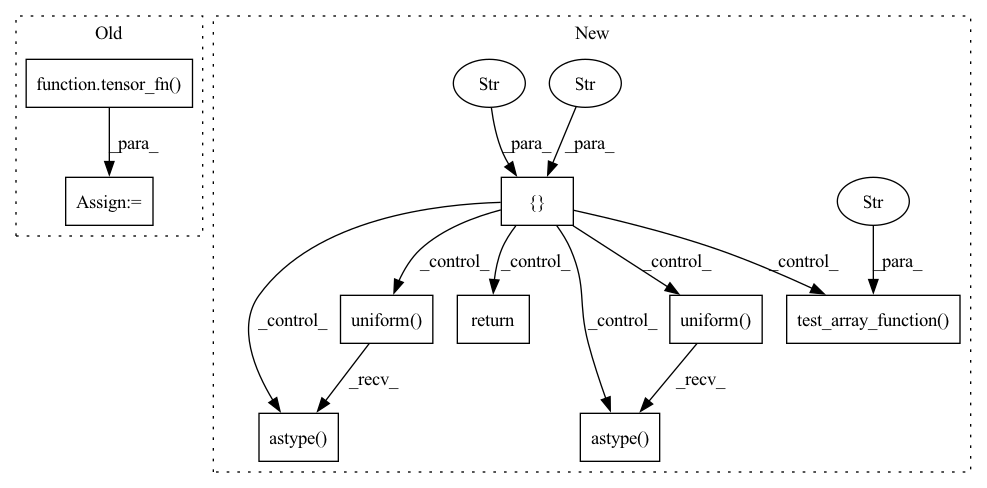 Old
New
function.tensor_fn()
Str
Str
_para_
_para_
_para_
Assign:=
{}
Str
_control_
_control_
_control_
_control_
_para_
_control_
_control_
uniform()
return
uniform()
test_array_function()
_recv_
_recv_
astype()
astype()